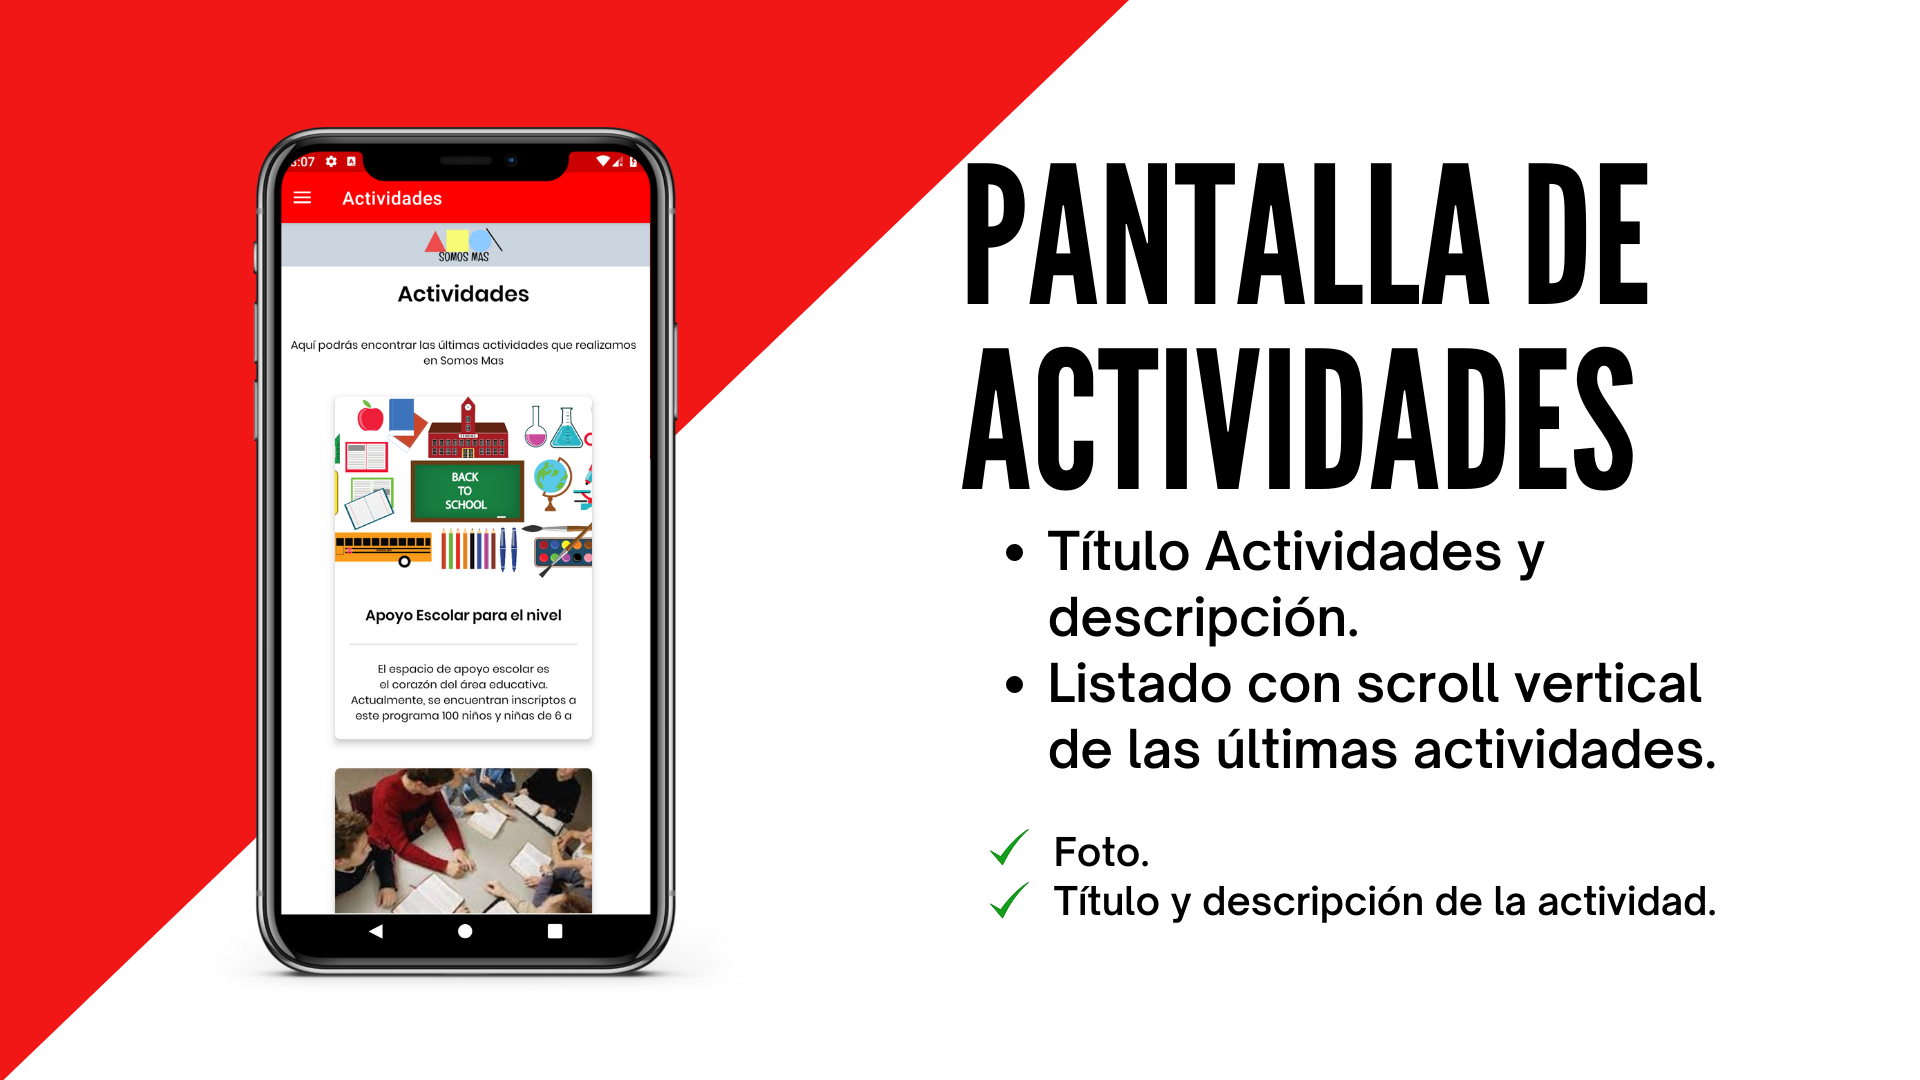 :07
Actividades
SOMOS MAS
Actividades
Aquí podrás encontrar las últimas actividades que realizamos
en Somos Mas
SCHOOL
BACK
TO
SCHOOL
Apoyo Escolar para el nivel
El espacio de apoyo escolar es
el corazón del área educativa.
Actualmente, se encuentran inscriptos a
este programa 100 niños y niñas de 6 a
PANTALLA DE
ACTIVIDADES
• Título Actividades y
descripción.
• Listado con scroll vertical
de las últimas actividades.
Foto.
Título y descripción de la actividad.